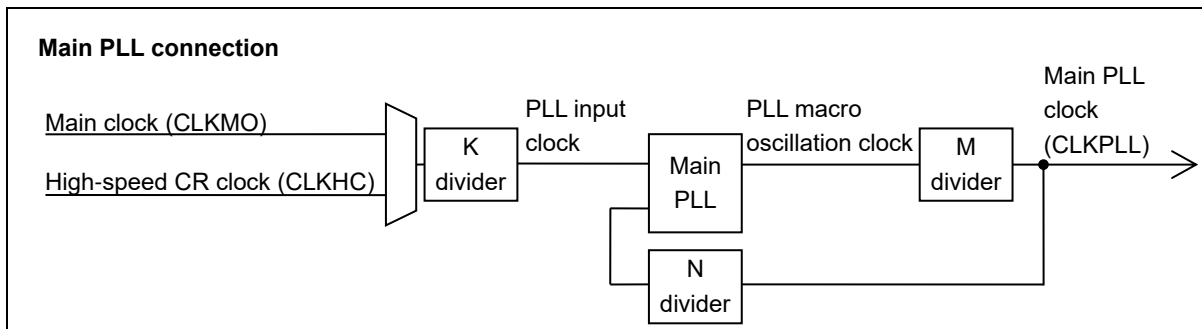 Main PLL connection
Main clock (CLKMO)
High-speed CR clock (CLKHC)
K
divider
PLL input
clock
Main
PLL
PLL macro
oscillation clock
M
divider
Main PLL
clock
(CLKPLL)
N
divider